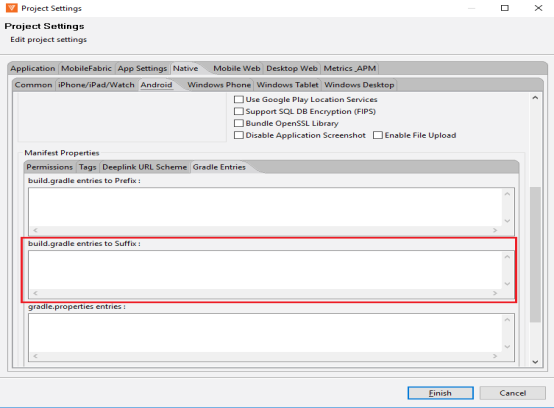 Project Settings
Project Settings
Edit project settings
Application MobileFabric App Settings Native Mobile Web Desktop Web Metrics_APM
Common iPhone/iPad/Watch Android Windows Phone Windows Tablet Windows Desktop
Use Google Play Location Services
Support SQL DB Encryption (FIPS)
Bundle OpenSSL Library
Disable Application Screenshot Enable File Upload
Manifest Properties
Permissions Tags Deeplink URL Scheme Gradle Entries
build.gradle entries to Prefix :
build.gradle entries to Suffix :
gradle.properties entries :
Finish Cancel